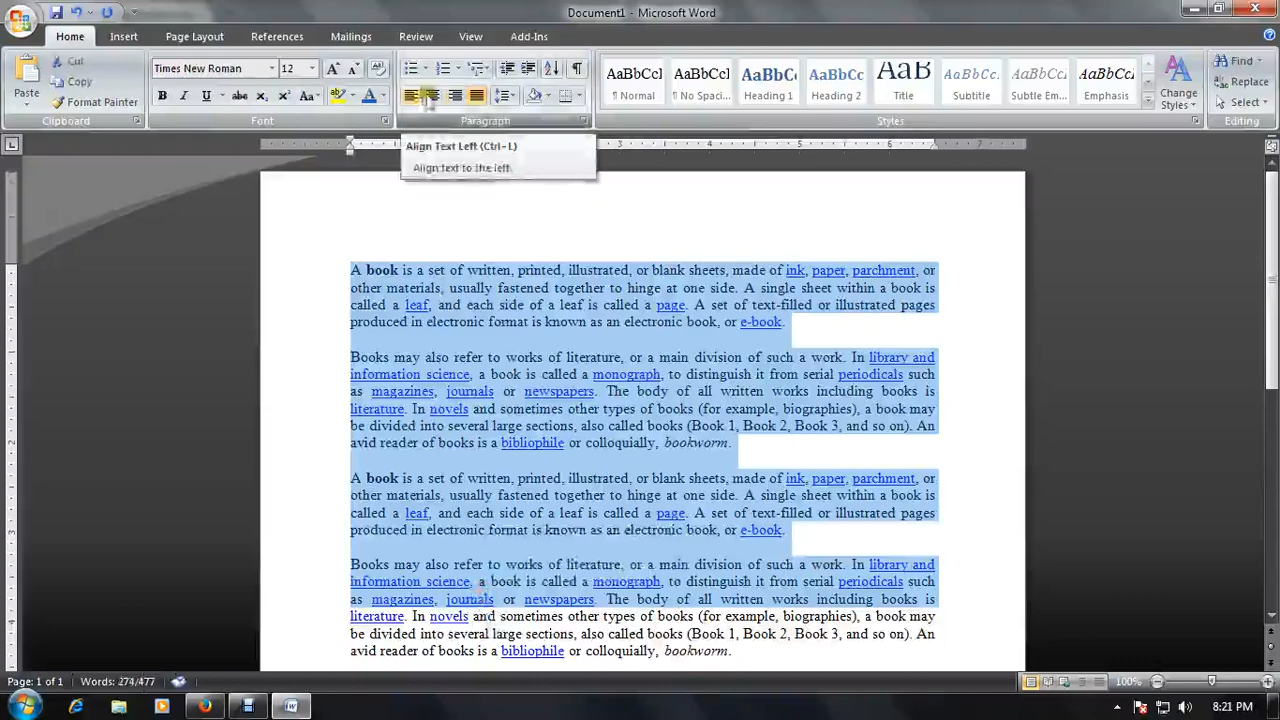 Document1 - Microsoft Word
Home Insert Page Layout References Mailings Review View Add-Ins
Paste
Cut
Copy
Format Painter
Clipboard
Times New Roman 12
B I U abc x₂ x² Aa
Font
Paragraph
AaBbCcI AaBbCcI AaBbCc AaBbCc AaB AaBbCcl AaBbCcl AaBbCcl
¶ Normal ¶ No Spaci... Heading 1 Heading 2 Title Subtitle Subtle Em... Emphasis
Change Styles
Styles
Find
Replace
Select
Editing
Align Text Left (Ctrl+L)
Align text to the left.
3 4 5 6 7
A book is a set of written, printed, illustrated, or blank sheets, made of ink, paper, parchment, or
other materials, usually fastened together to hinge at one side. A single sheet within a book is
called a leaf, and each side of a leaf is called a page. A set of text-filled or illustrated pages
produced in electronic format is known as an electronic book, or e-book.
Books may also refer to works of literature, or a main division of such a work. In library and
information science, a book is called a monograph, to distinguish it from serial periodicals such
as magazines, journals or newspapers. The body of all written works including books is
literature. In novels and sometimes other types of books (for example, biographies), a book may
be divided into several large sections, also called books (Book 1, Book 2, Book 3, and so on). An
avid reader of books is a bibliophile or colloquially, bookworm.
A book is a set of written, printed, illustrated, or blank sheets, made of ink, paper, parchment, or
other materials, usually fastened together to hinge at one side. A single sheet within a book is
called a leaf, and each side of a leaf is called a page. A set of text-filled or illustrated pages
produced in electronic format is known as an electronic book, or e-book.
Books may also refer to works of literature, or a main division of such a work. In library and
information science, a book is called a monograph, to distinguish it from serial periodicals such
as magazines, journals or newspapers. The body of all written works including books is
literature. In novels and sometimes other types of books (for example, biographies), a book may
be divided into several large sections, also called books (Book 1, Book 2, Book 3, and so on). An
avid reader of books is a bibliophile or colloquially, bookworm.
Page: 1 of 1 Words: 274/477
100%
8:21 PM